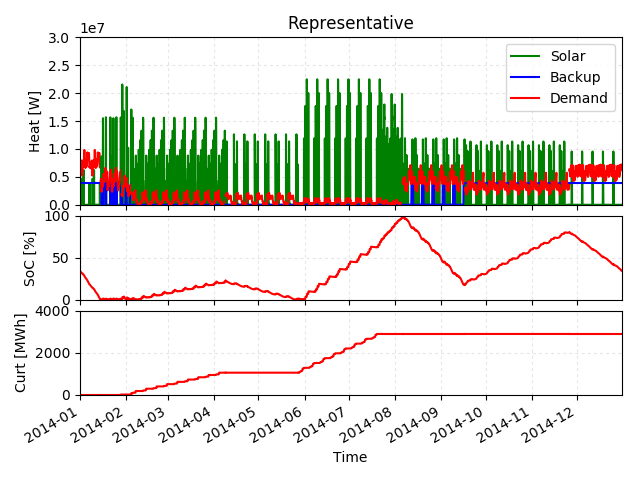 Representative
1e7
3.0
2.5
2.0
1.5
1.0
0.5
0.0
Heat [W]
Solar
Backup
Demand
100
50
0
SoC [%]
4000
2000
0
Curt [MWh]
2014-01
2014-02
2014-03
2014-04
2014-05
2014-06
2014-07
2014-08
2014-09
2014-10
2014-11
2014-12
Time